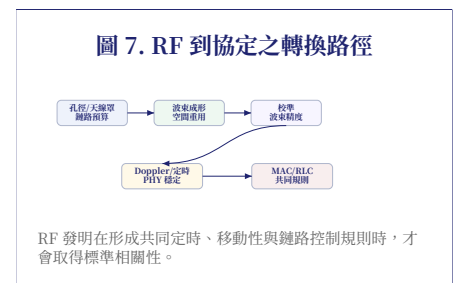 圖 7. RF 到協定之轉換路徑
孔徑/天線罩
鏈路預算
波束成形
空間重用
校準
波束精度
Doppler/定時
PHY 穩定
MAC/RLC
共同規則
RF 發明在形成共同定時、移動性與鏈路控制規則時，才
會取得標準相關性。